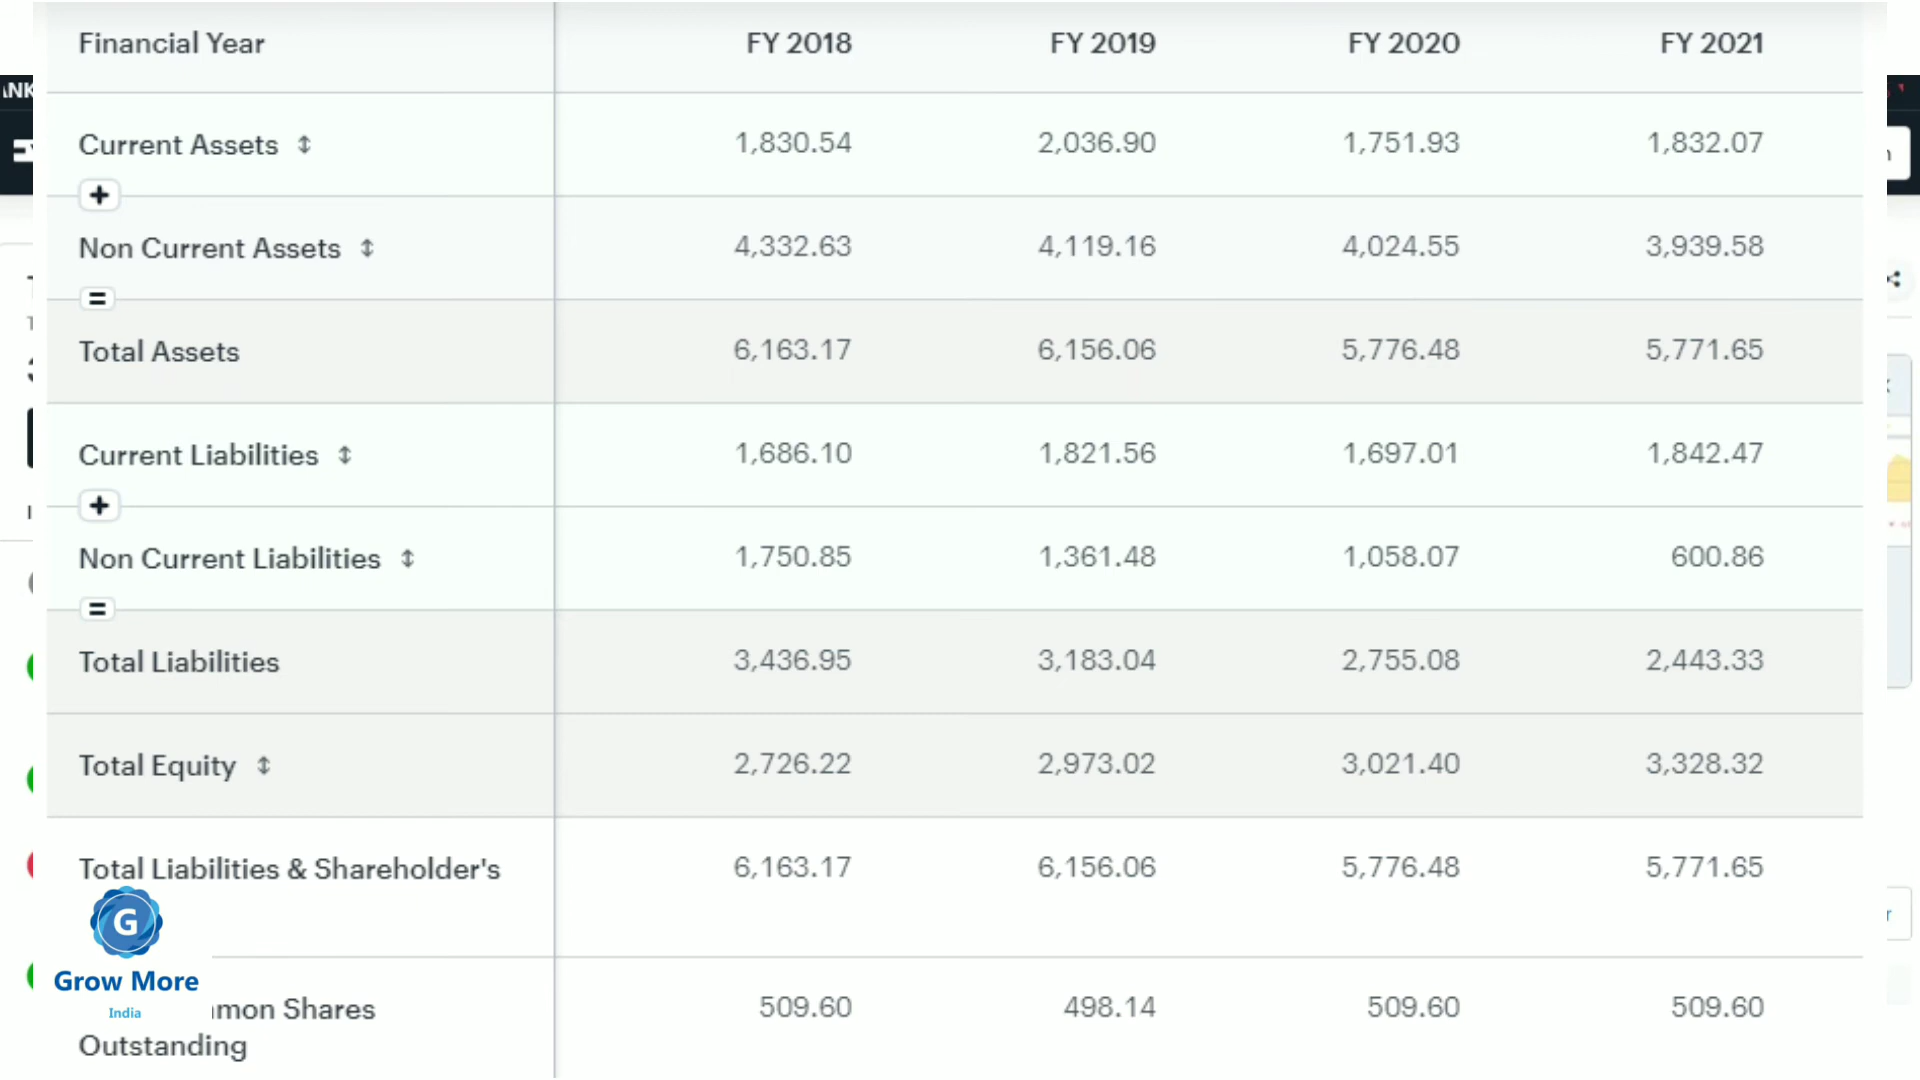 Financial Year FY 2018 FY 2019 FY 2020 FY 2021
ANK
Current Assets 1,830.54 2,036.90 1,751.93 1,832.07
+
Non Current Assets 4,332.63 4,119.16 4,024.55 3,939.58
=
Total Assets 6,163.17 6,156.06 5,776.48 5,771.65
Current Liabilities 1,686.10 1,821.56 1,697.01 1,842.47
+
Non Current Liabilities 1,750.85 1,361.48 1,058.07 600.86
=
Total Liabilities 3,436.95 3,183.04 2,755.08 2,443.33
Total Equity 2,726.22 2,973.02 3,021.40 3,328.32
Total Liabilities & Shareholder's 6,163.17 6,156.06 5,776.48 5,771.65
G
Grow More
India
mmon Shares 509.60 498.14 509.60 509.60
Outstanding